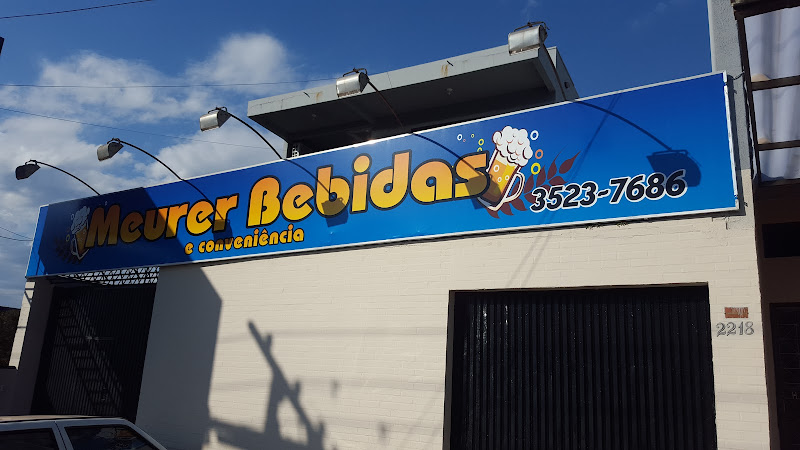 Meurer Bebidas
e conveniência
3523-7686
2218